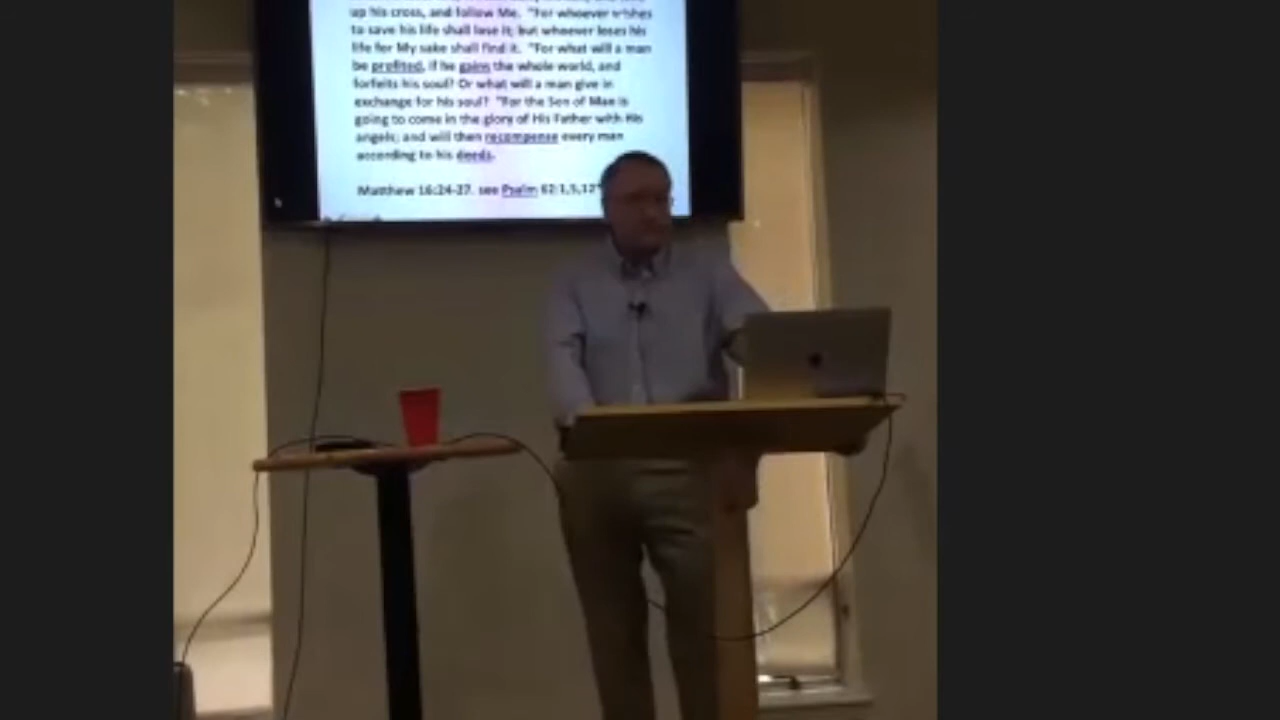 up his cross, and follow Me. "For whoever wishes
to save his life shall lose it; but whoever loses his
life for My sake shall find it. "For what will a man
be profited, if he gains the whole world, and
forfeits his soul? Or what will a man give in
exchange for his soul? "For the Son of Man is
going to come in the glory of His Father with His
angels; and will then recompense every man
according to his deeds.
Matthew 16:24-27. see Psalm 62:1,5,12